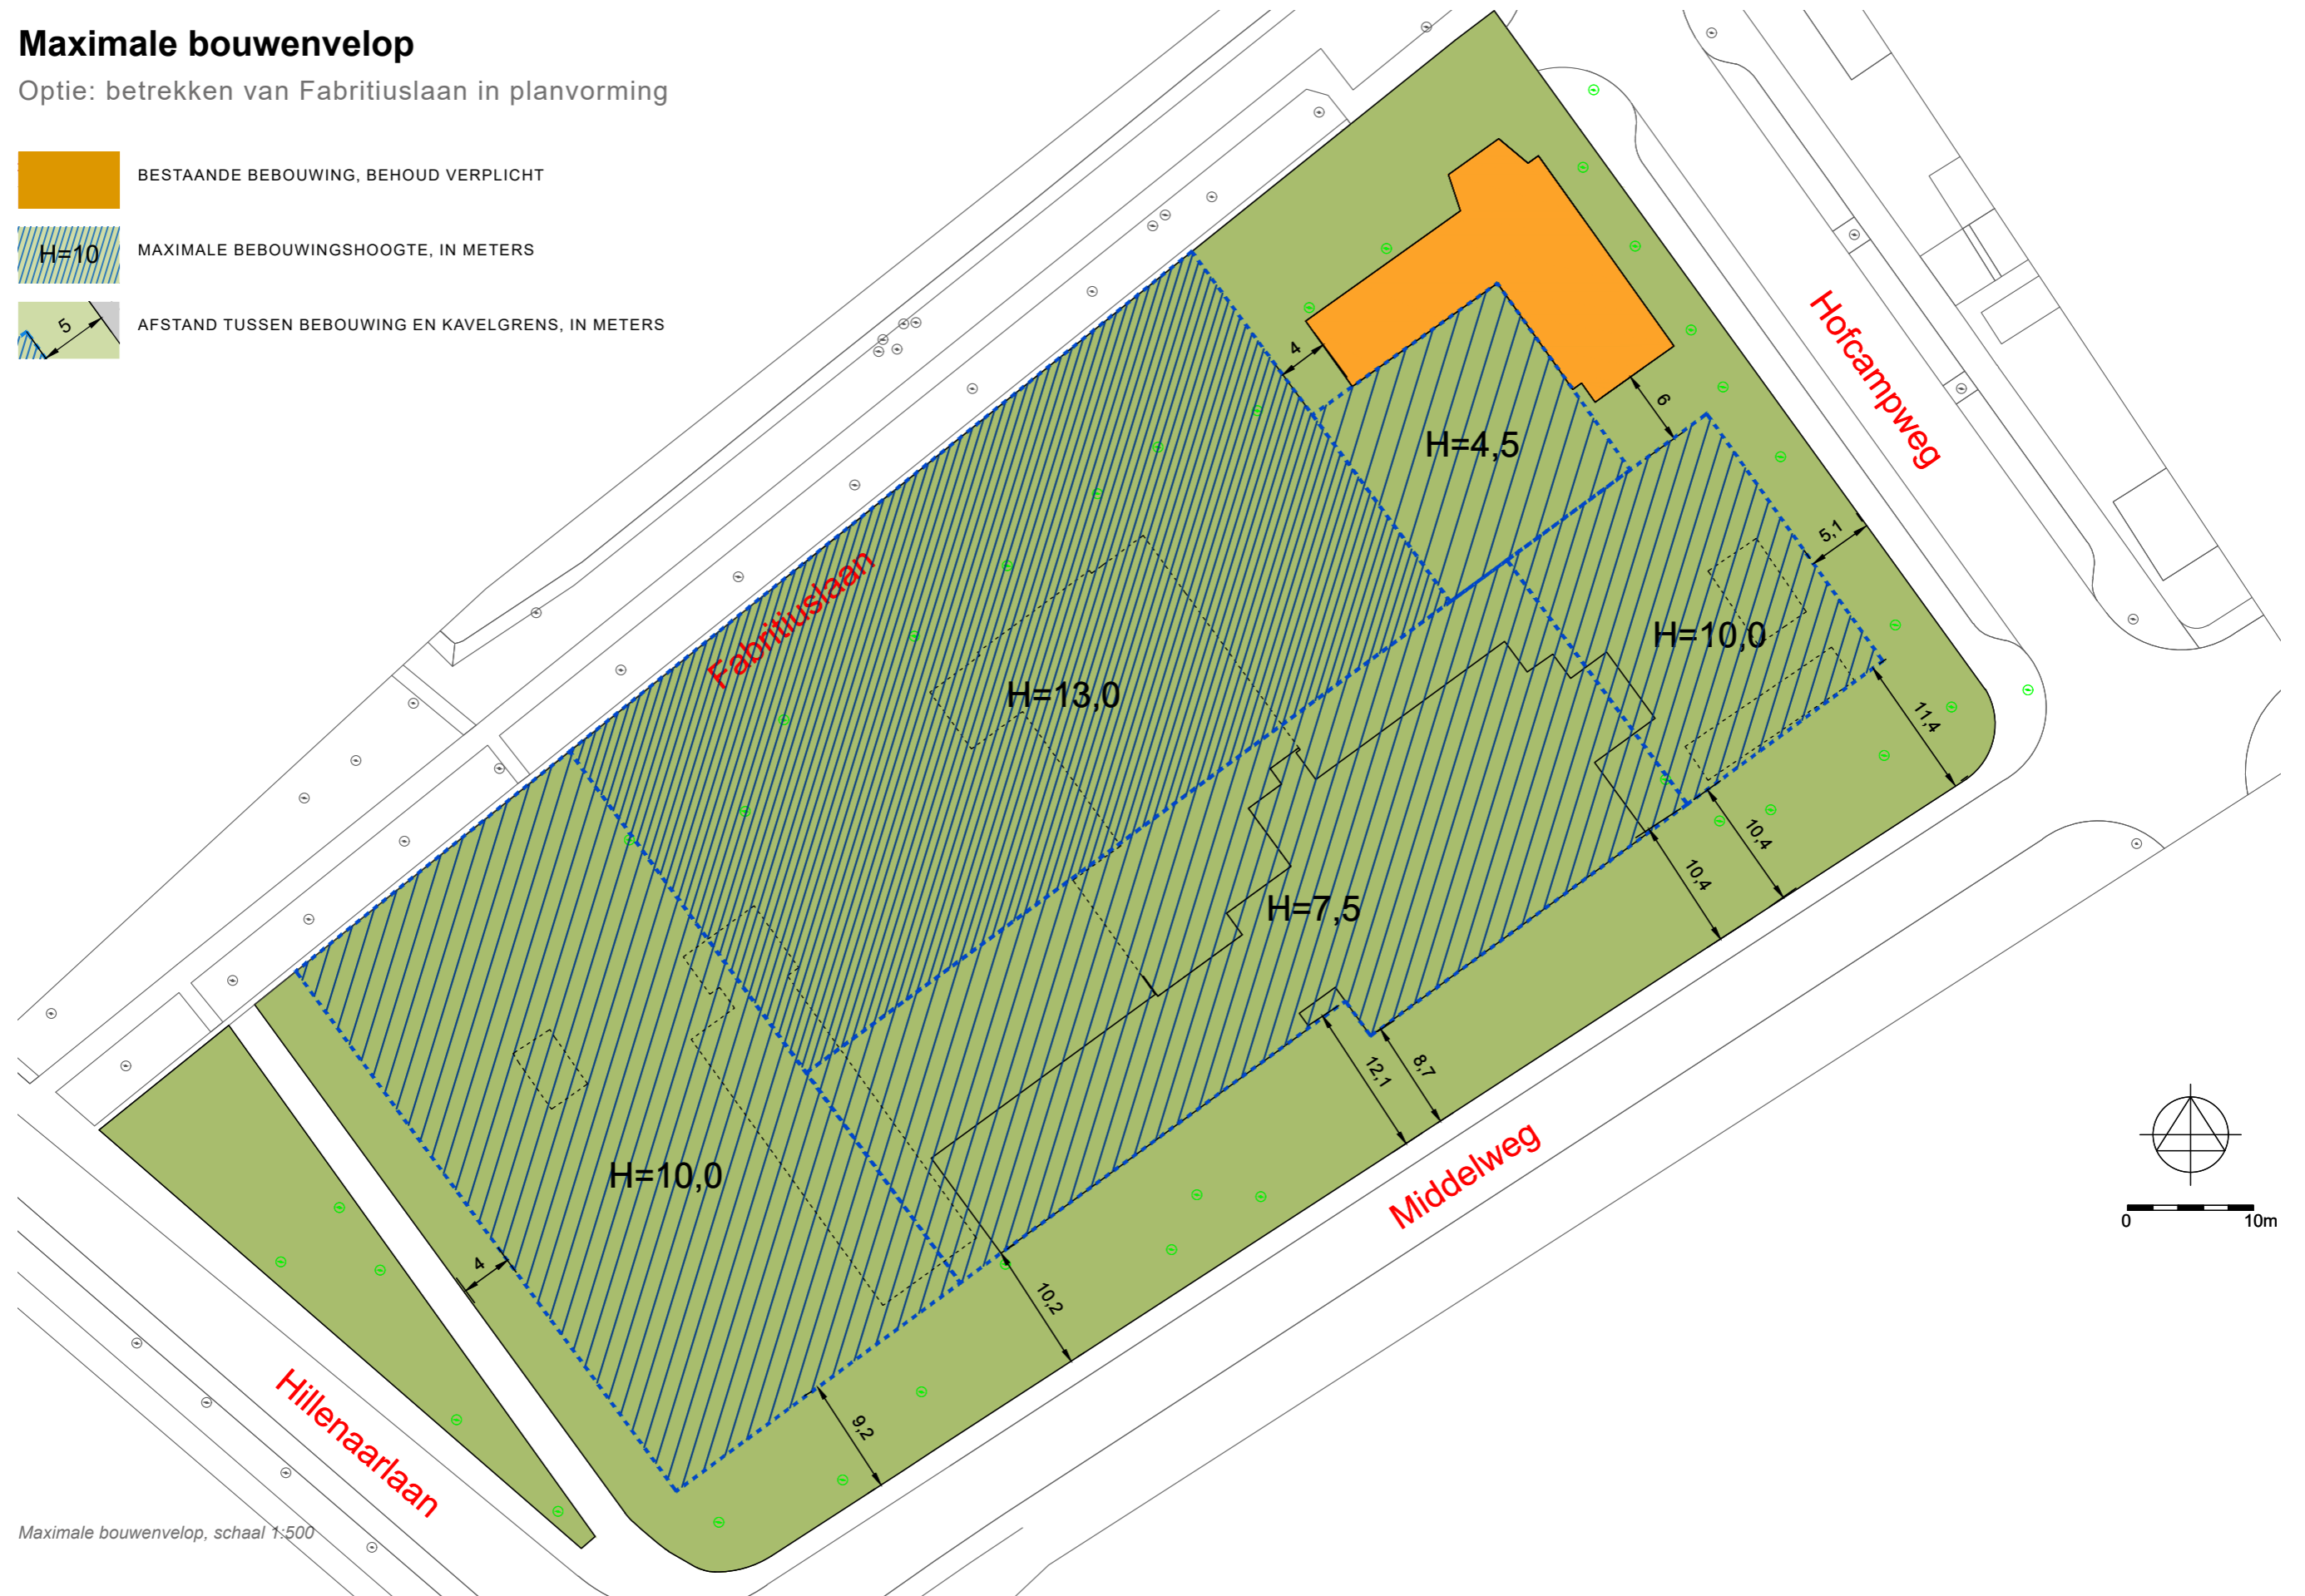 Maximale bouwenvelop
Optie: betrekken van Fabritiuslaan in planvorming
BESTAANDE BEBOUWING, BEHOUD VERPLICHT
H=10
MAXIMALE BEBOUWINGSHOOGTE, IN METERS
5
AFSTAND TUSSEN BEBOUWING EN KAVELGRENS, IN METERS
Hofcampweg
4
6
H=4,5
5,1
Fabritiuslaan
H=10,0
H=13,0
11,4
10,4
10,4
H=7,5
12,1
8,7
Middelweg
H=10,0
0 10m
4
10,2
9,2
Hillenaarlaan
Maximale bouwenvelop, schaal 1:500